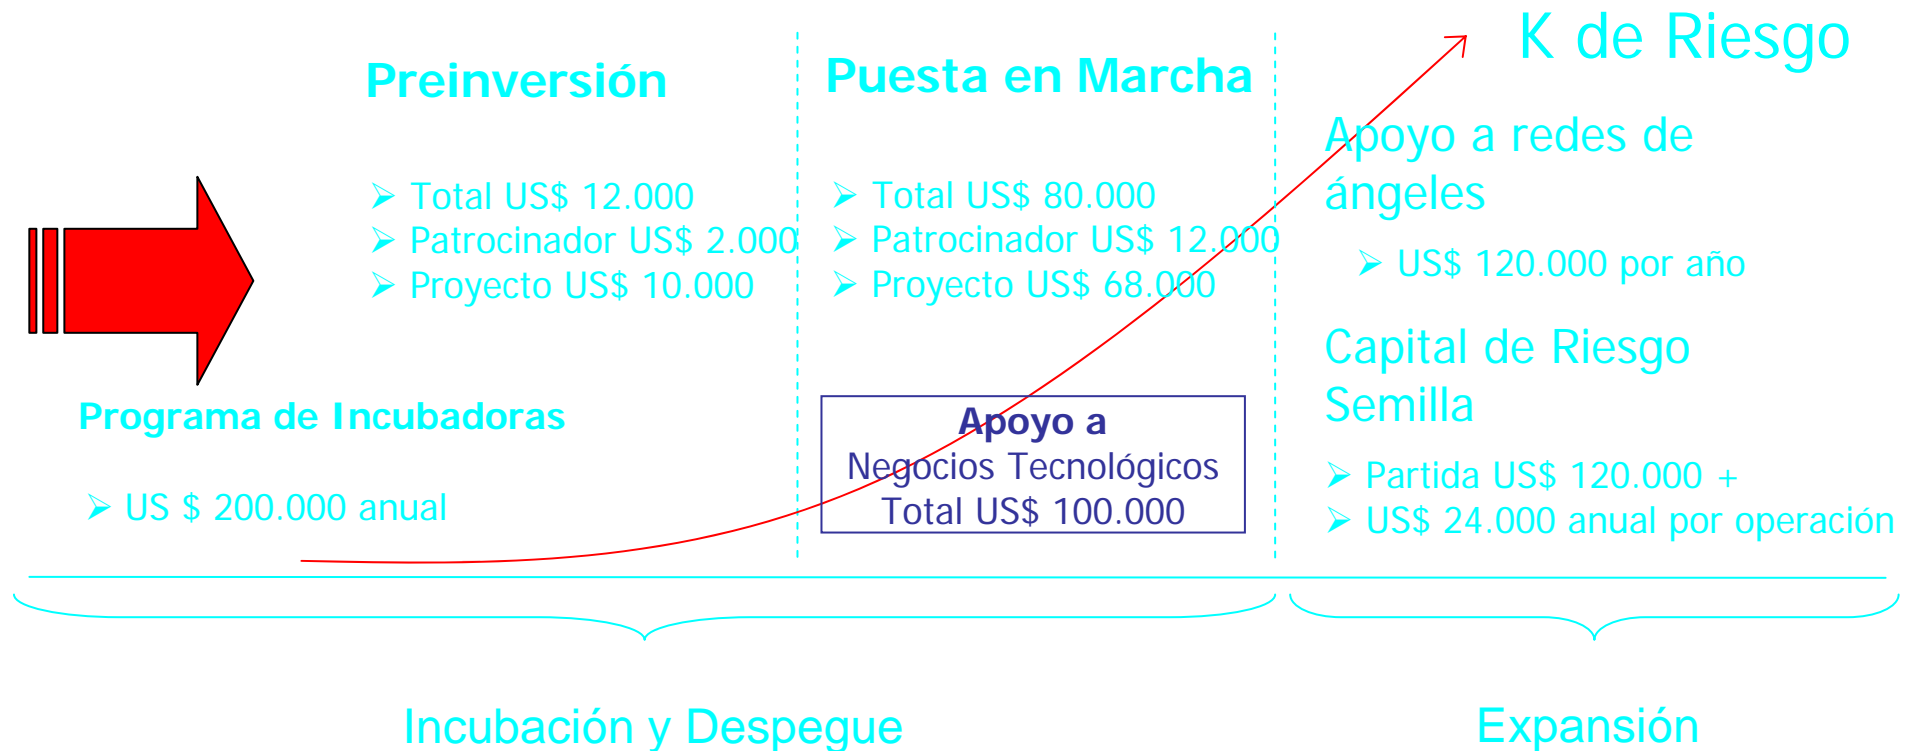 Preinversión
➢ Total US$ 12.000
➢ Patrocinador US$ 2.000
➢ Proyecto US$ 10.000
Programa de Incubadoras
➢ US $ 200.000 anual
Puesta en Marcha
➢ Total US$ 80.000
➢ Patrocinador US$ 12.000
➢ Proyecto US$ 68.000
Apoyo a
Negocios Tecnológicos
Total US$ 100.000
K de Riesgo
Apoyo a redes de
ángeles
➢ US$ 120.000 por año
Capital de Riesgo
Semilla
➢ Partida US$ 120.000 +
➢ US$ 24.000 anual por operación
Incubación y Despegue
Expansión